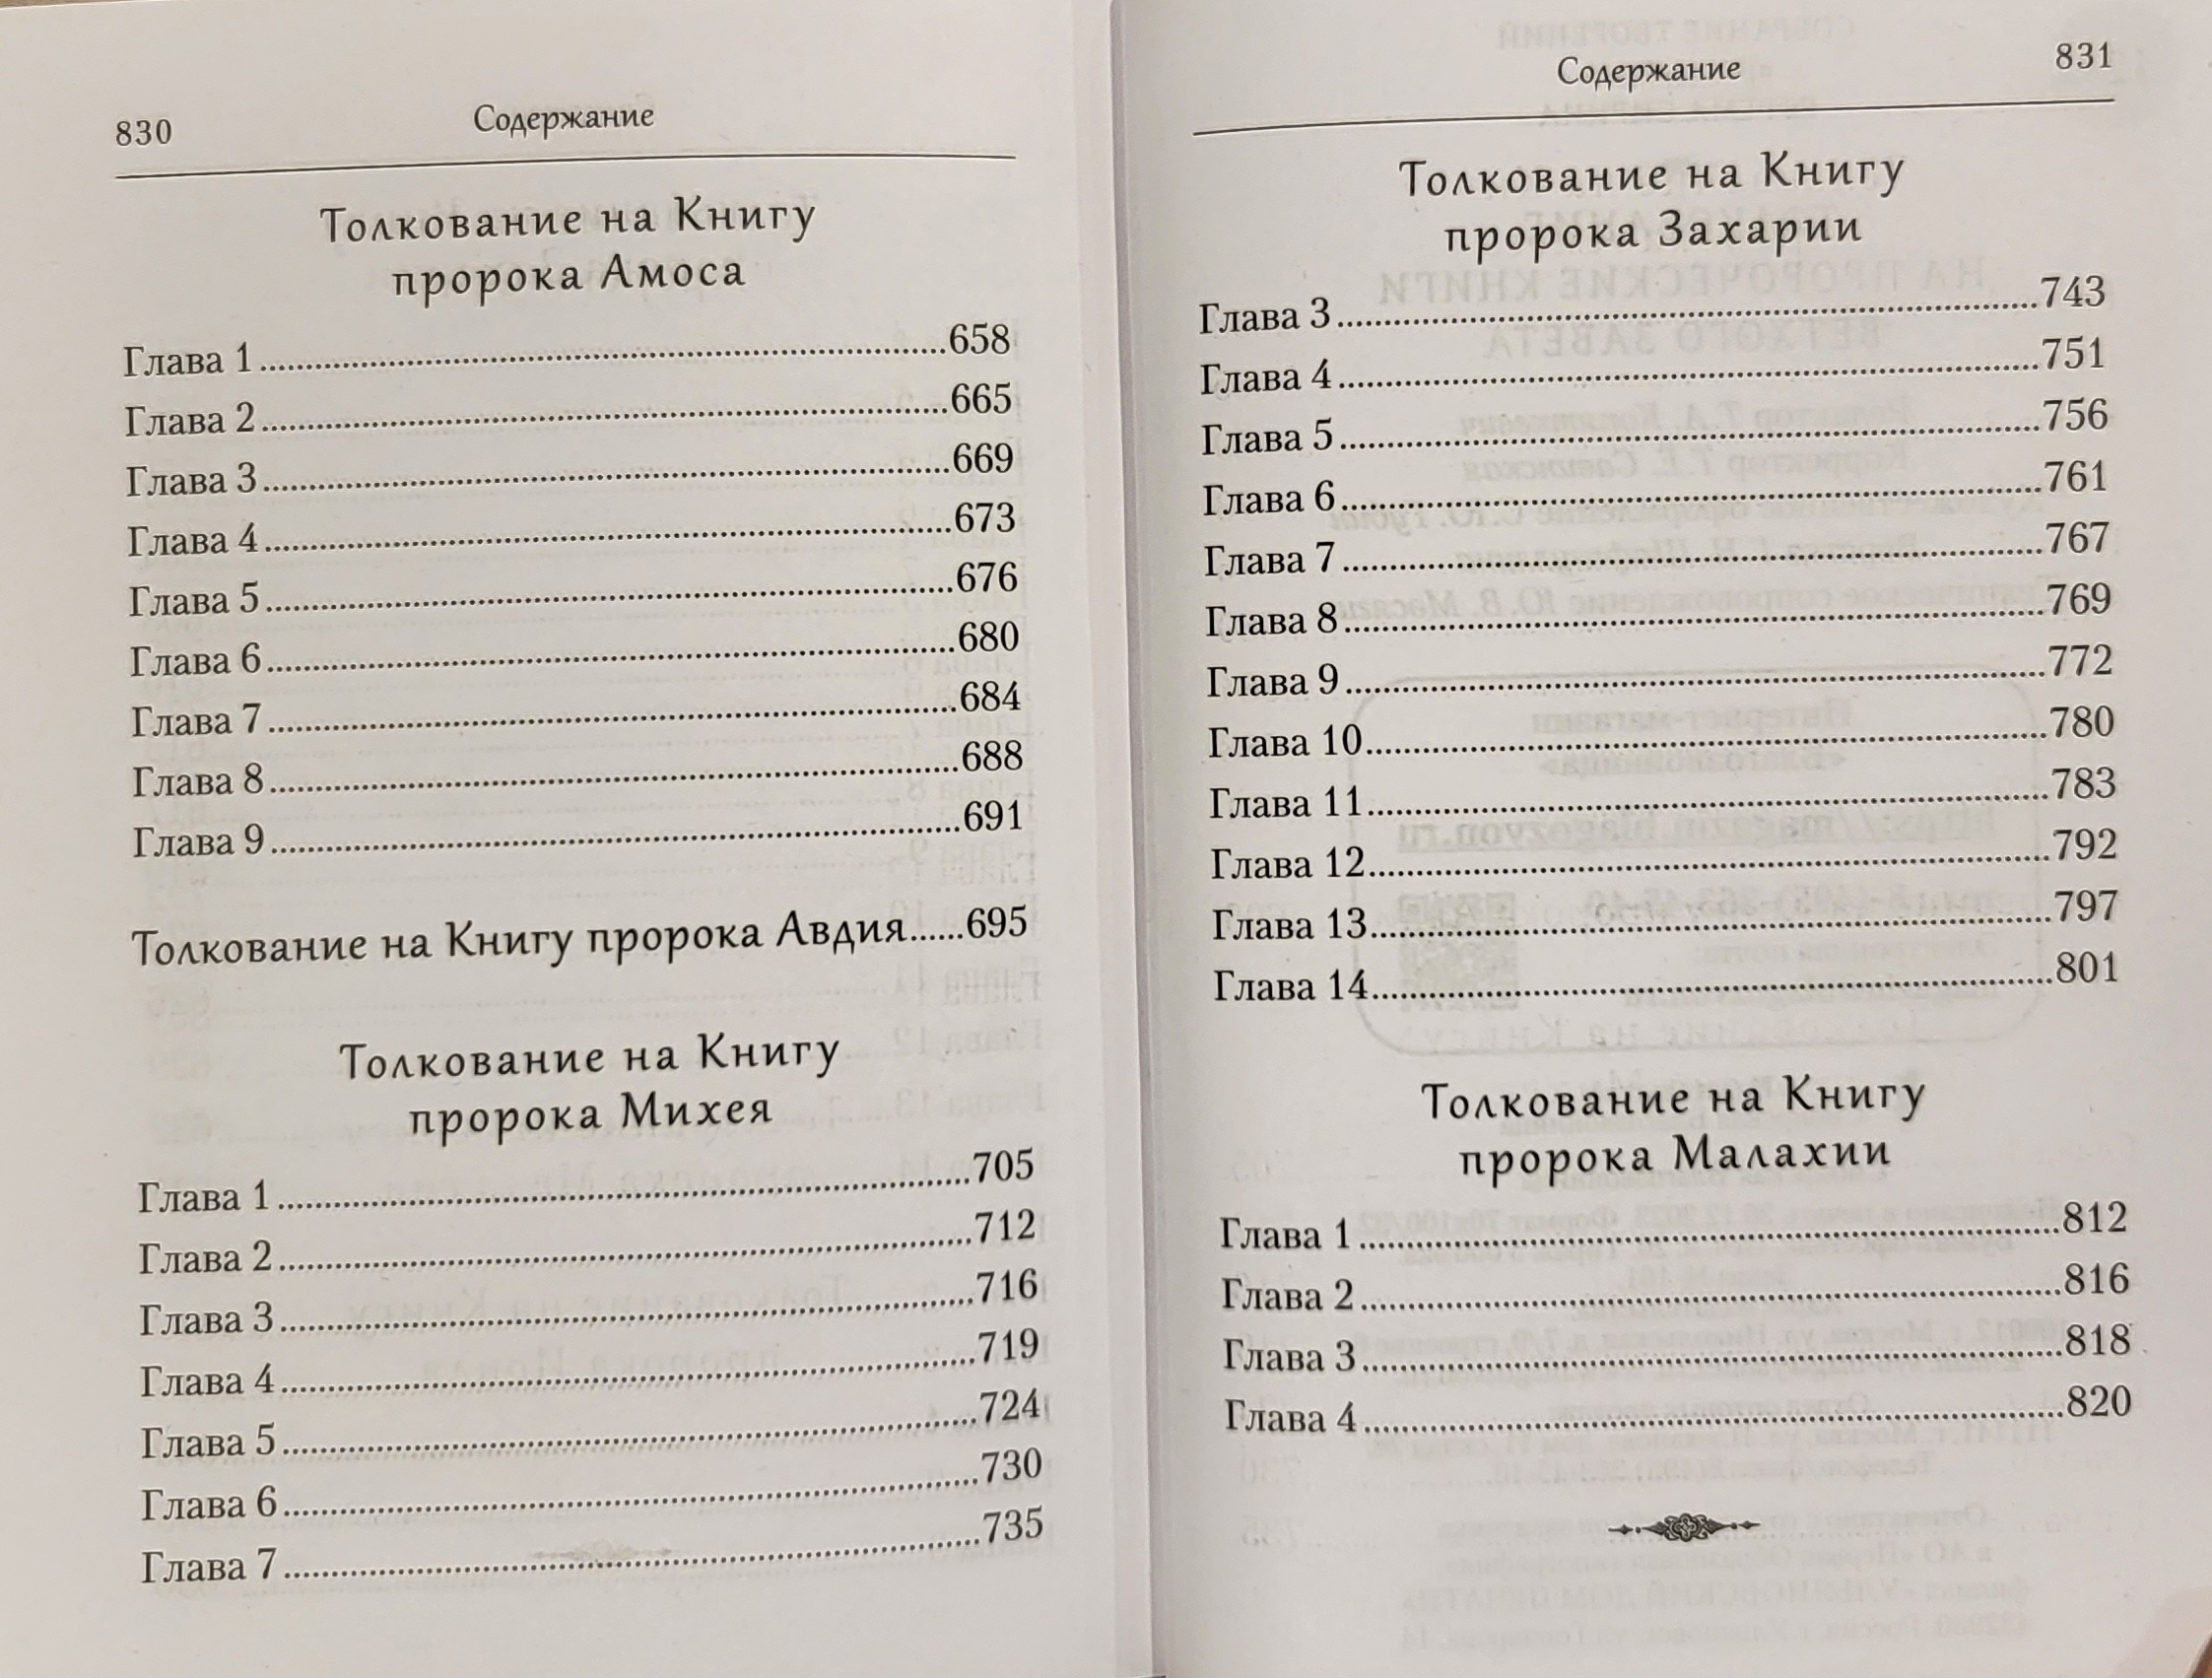 830
Содержание
Толкование на Книгу
пророка Амоса
Глава 1..........658
Глава 2..........665
Глава 3..........669
Глава 4..........673
Глава 5..........676
Глава 6..........680
Глава 7..........684
Глава 8..........688
Глава 9..........691
Толкование на Книгу пророка Авдия......695
Толкование на Книгу
пророка Михея
Глава 1..........705
Глава 2..........712
Глава 3..........716
Глава 4..........719
Глава 5..........724
Глава 6..........730
Глава 7..........735
Содержание
831
Толкование на Книгу
пророка Захарии
Глава 3..........743
Глава 4..........751
Глава 5..........756
Глава 6..........761
Глава 7..........767
Глава 8..........769
Глава 9..........772
Глава 10..........780
Глава 11..........783
Глава 12..........792
Глава 13..........797
Глава 14..........801
Толкование на Книгу
пророка Малахии
Глава 1..........812
Глава 2..........816
Глава 3..........818
Глава 4..........820